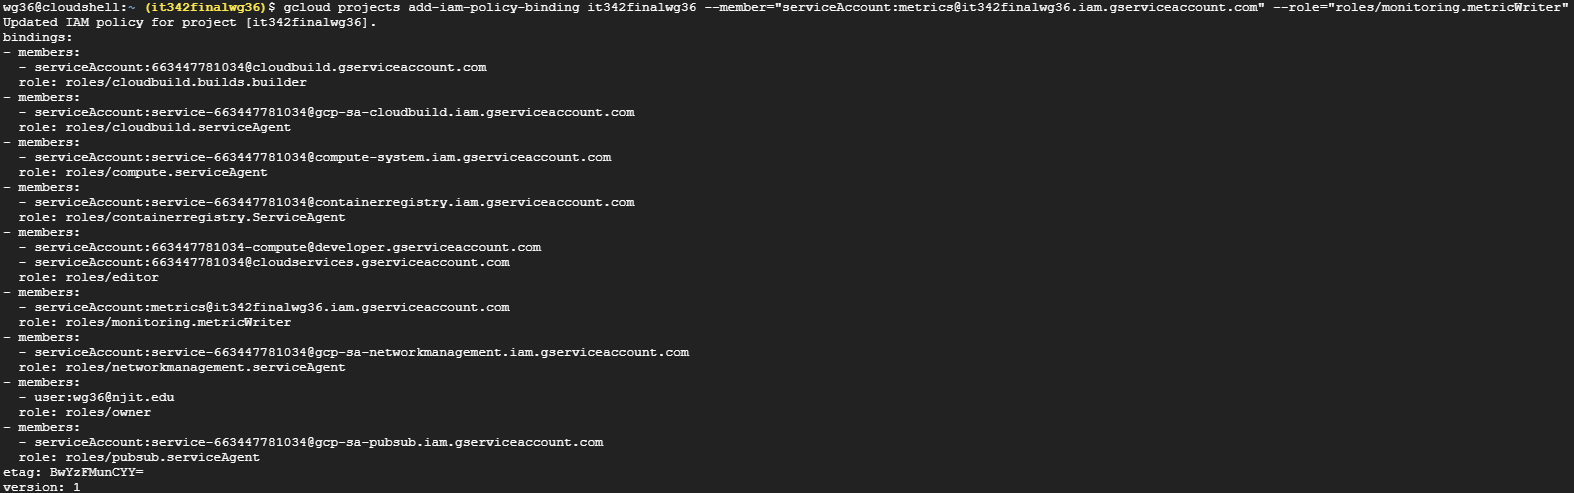 wg36@cloudshell:~ (it342finalwg36)$ gcloud projects add-iam-policy-binding it342finalwg36 --member="serviceAccount:metrics@it342finalwg36.iam.gserviceaccount.com" --role="roles/monitoring.metricWriter"
Updated IAM policy for project [it342finalwg36].
bindings:
- members:
  - serviceAccount:663447781034@cloudbuild.gserviceaccount.com
  role: roles/cloudbuild.builds.builder
- members:
  - serviceAccount:service-663447781034@gcp-sa-cloudbuild.iam.gserviceaccount.com
  role: roles/cloudbuild.serviceAgent
- members:
  - serviceAccount:service-663447781034@compute-system.iam.gserviceaccount.com
  role: roles/compute.serviceAgent
- members:
  - serviceAccount:service-663447781034@containerregistry.iam.gserviceaccount.com
  role: roles/containerregistry.ServiceAgent
- members:
  - serviceAccount:663447781034-compute@developer.gserviceaccount.com
  - serviceAccount:663447781034@cloudservices.gserviceaccount.com
  role: roles/editor
- members:
  - serviceAccount:metrics@it342finalwg36.iam.gserviceaccount.com
  role: roles/monitoring.metricWriter
- members:
  - serviceAccount:service-663447781034@gcp-sa-networkmanagement.iam.gserviceaccount.com
  role: roles/networkmanagement.serviceAgent
- members:
  - user:wg36@njit.edu
  role: roles/owner
- members:
  - serviceAccount:service-663447781034@gcp-sa-pubsub.iam.gserviceaccount.com
  role: roles/pubsub.serviceAgent
etag: BwYzFMunCYY=
version: 1